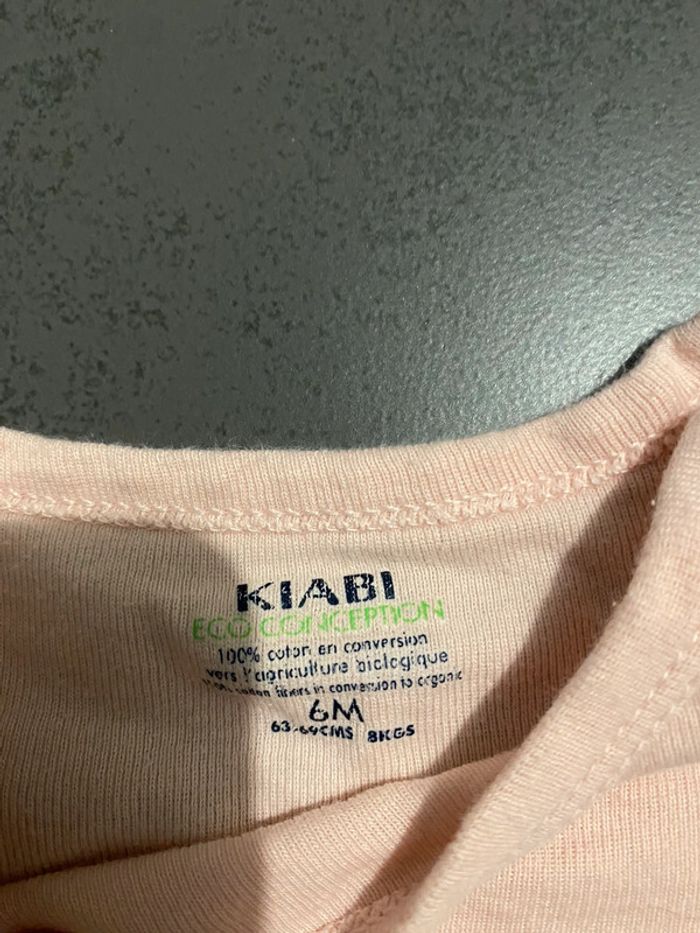 KIABI
ECO CONCEPTION
100% coton en conversion
vers l'agriculture biologique
100% cotton fibers in conversion to organic
6M
63-69CMS 8KGS